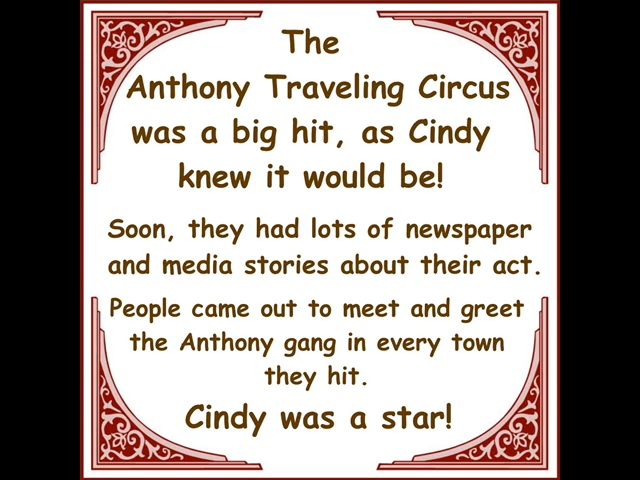 The
Anthony Traveling Circus
was a big hit, as Cindy
knew it would be!
Soon, they had lots of newspaper
and media stories about their act.
People came out to meet and greet
the Anthony gang in every town
they hit.
Cindy was a star!